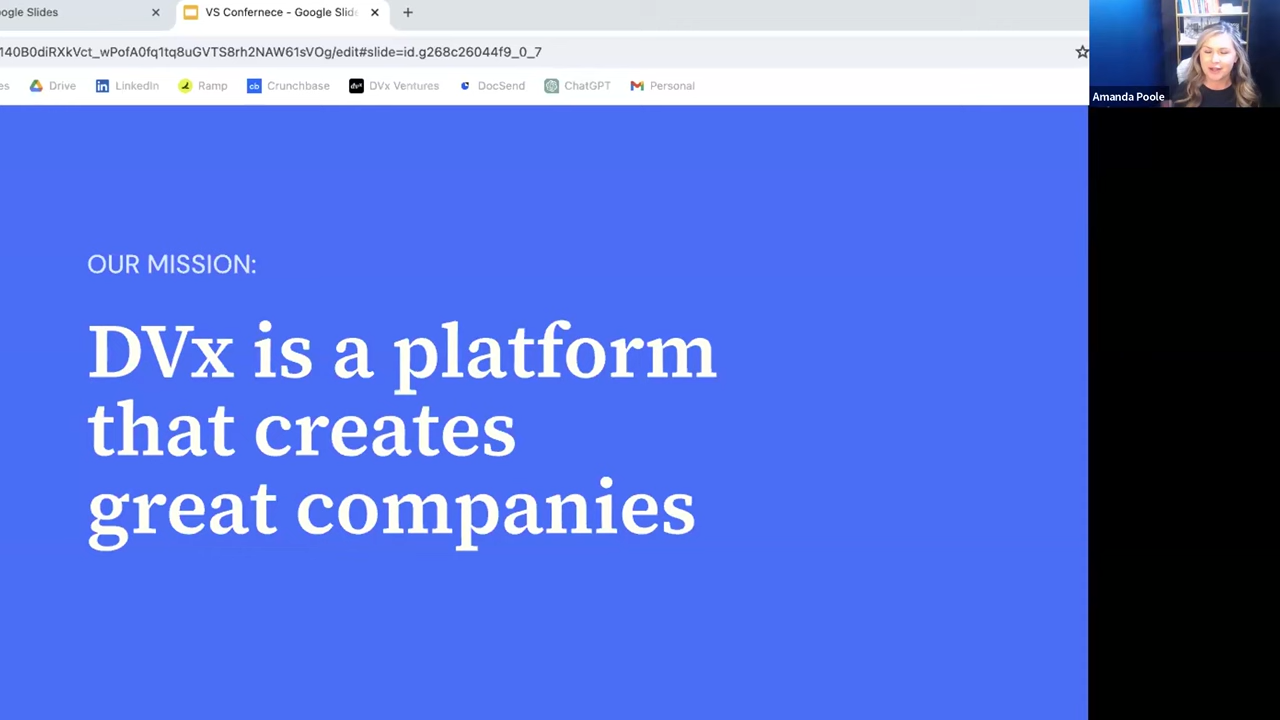 ogle Slides
VS Confernece - Google Slid
140B0diRXkVct_wPofA0fq1tq8uGVTS8rh2NAW61sVOg/edit#slide=id.g268c26044f9_0_7
es Drive LinkedIn Ramp Crunchbase DVx Ventures DocSend ChatGPT Personal
Amanda Poole
OUR MISSION:
DVx is a platform
that creates
great companies